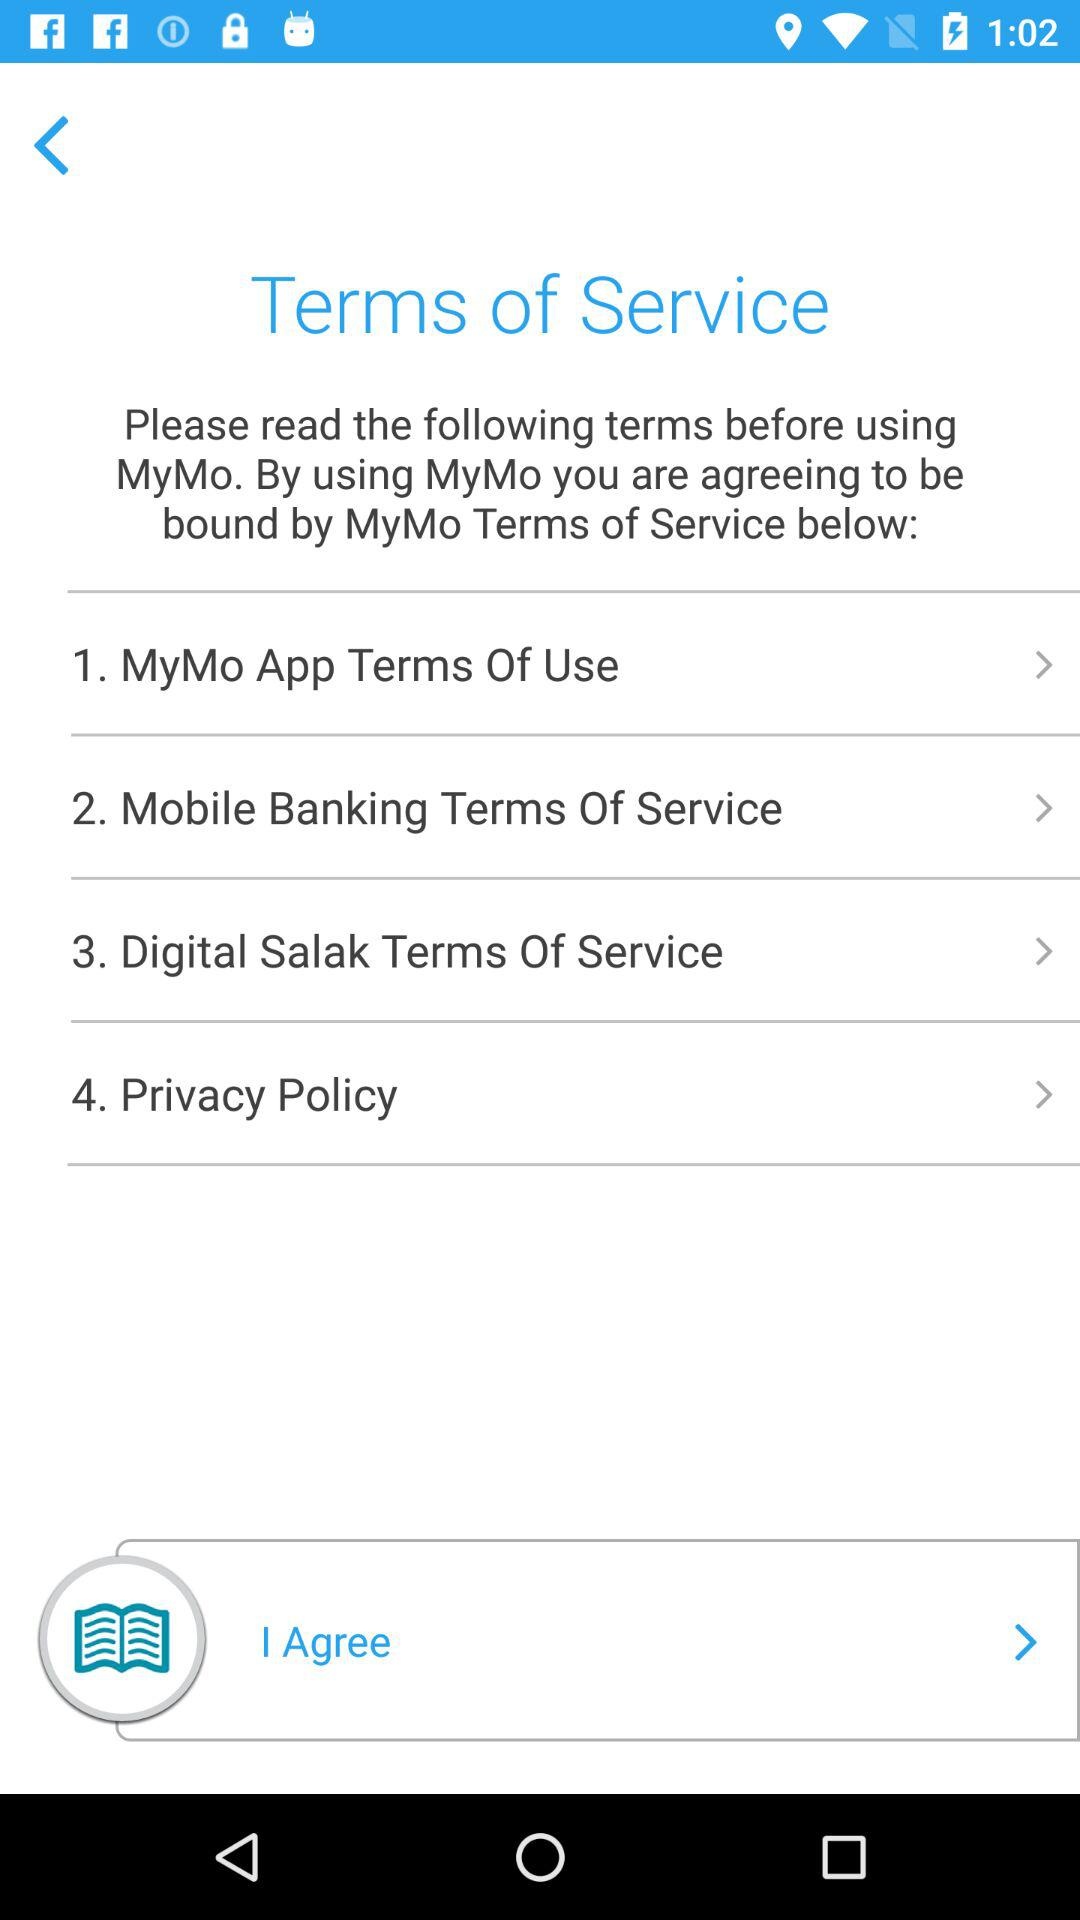 1:02
Terms of Service
Please read the following terms before using
MyMo. By using MyMo you are agreeing to be
bound by MyMo Terms of Service below:
1. MyMo App Terms Of Use
2. Mobile Banking Terms Of Service
3. Digital Salak Terms Of Service
4. Privacy Policy
I Agree